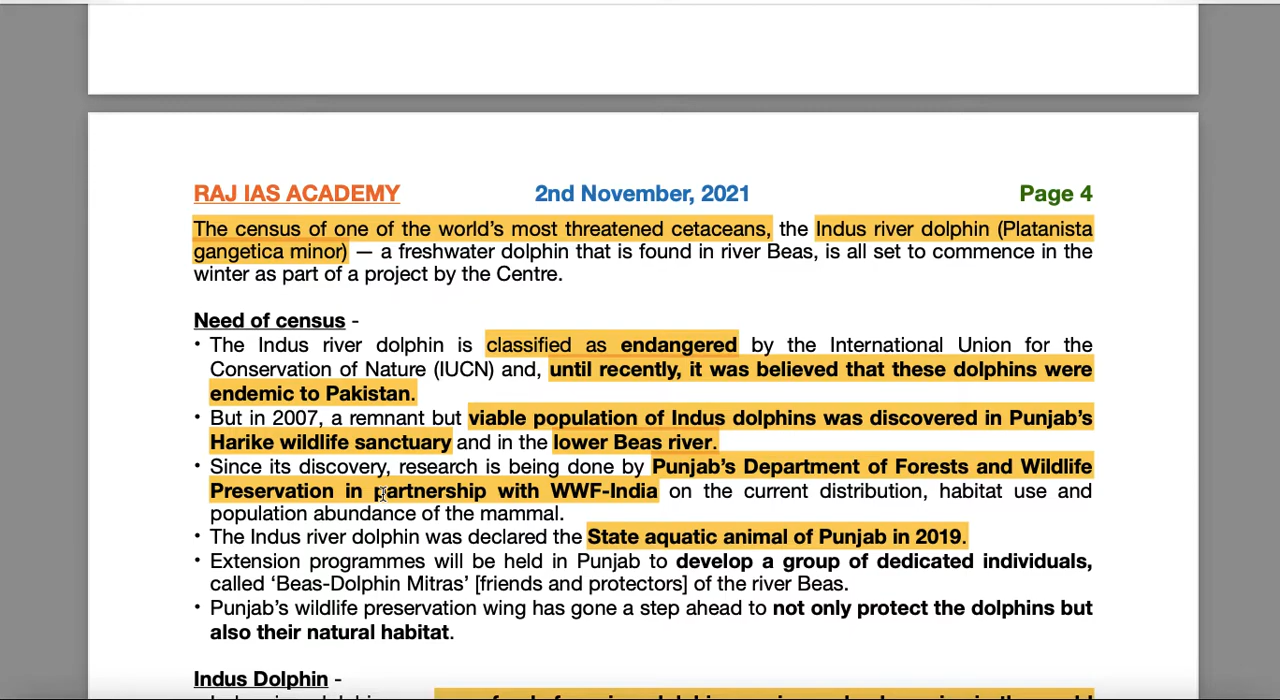 RAJ IAS ACADEMY 2nd November, 2021 Page 4
The census of one of the world’s most threatened cetaceans, the Indus river dolphin (Platanista
gangetica minor) — a freshwater dolphin that is found in river Beas, is all set to commence in the
winter as part of a project by the Centre.
Need of census -
• The Indus river dolphin is classified as endangered by the International Union for the
Conservation of Nature (IUCN) and, until recently, it was believed that these dolphins were
endemic to Pakistan.
• But in 2007, a remnant but viable population of Indus dolphins was discovered in Punjab’s
Harike wildlife sanctuary and in the lower Beas river.
• Since its discovery, research is being done by Punjab’s Department of Forests and Wildlife
Preservation in partnership with WWF-India on the current distribution, habitat use and
population abundance of the mammal.
• The Indus river dolphin was declared the State aquatic animal of Punjab in 2019.
• Extension programmes will be held in Punjab to develop a group of dedicated individuals,
called ‘Beas-Dolphin Mitras’ [friends and protectors] of the river Beas.
• Punjab’s wildlife preservation wing has gone a step ahead to not only protect the dolphins but
also their natural habitat.
Indus Dolphin -